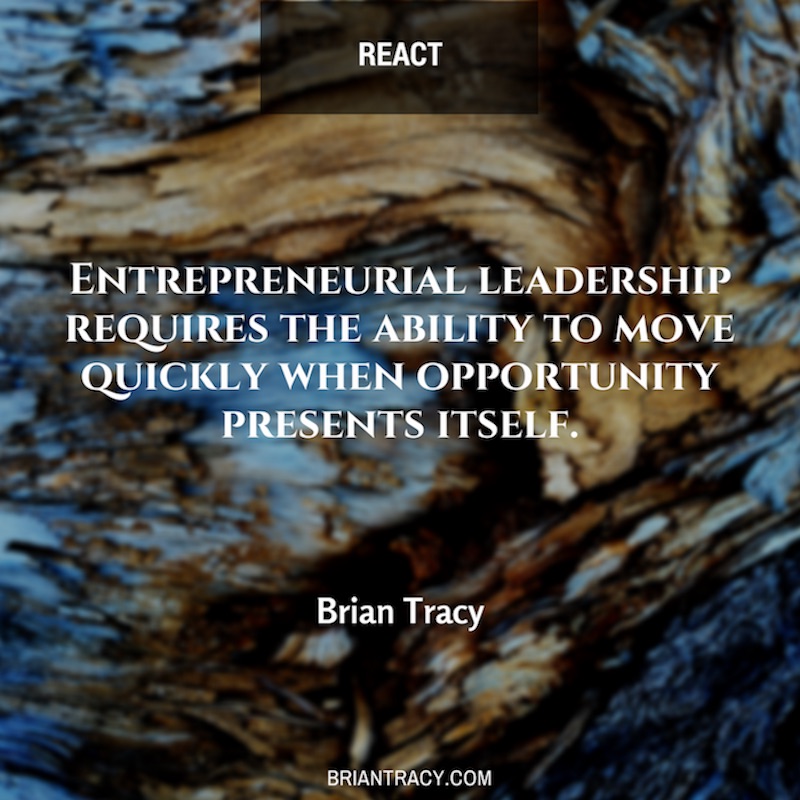 REACT
ENTREPRENEURIAL LEADERSHIP
REQUIRES THE ABILITY TO MOVE
QUICKLY WHEN OPPORTUNITY
PRESENTS ITSELF.
Brian Tracy
BRIANTRACY.COM